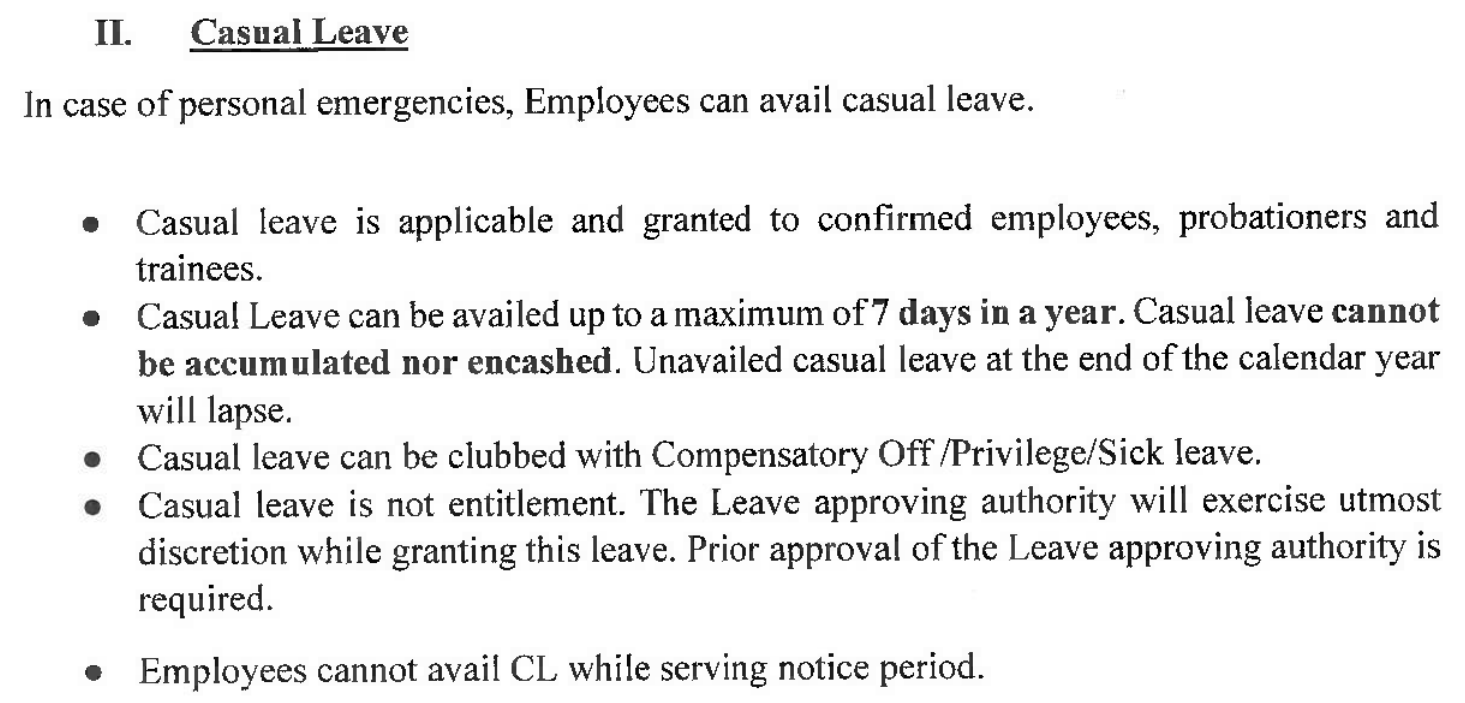 II. Casual Leave
In case of personal emergencies, Employees can avail casual leave.
• Casual leave is applicable and granted to confirmed employees, probationers and
trainees.
• Casual Leave can be availed up to a maximum of 7 days in a year. Casual leave cannot
be accumulated nor encashed. Unavailed casual leave at the end of the calendar year
will lapse.
• Casual leave can be clubbed with Compensatory Off /Privilege/Sick leave.
• Casual leave is not entitlement. The Leave approving authority will exercise utmost
discretion while granting this leave. Prior approval of the Leave approving authority is
required.
• Employees cannot avail CL while serving notice period.